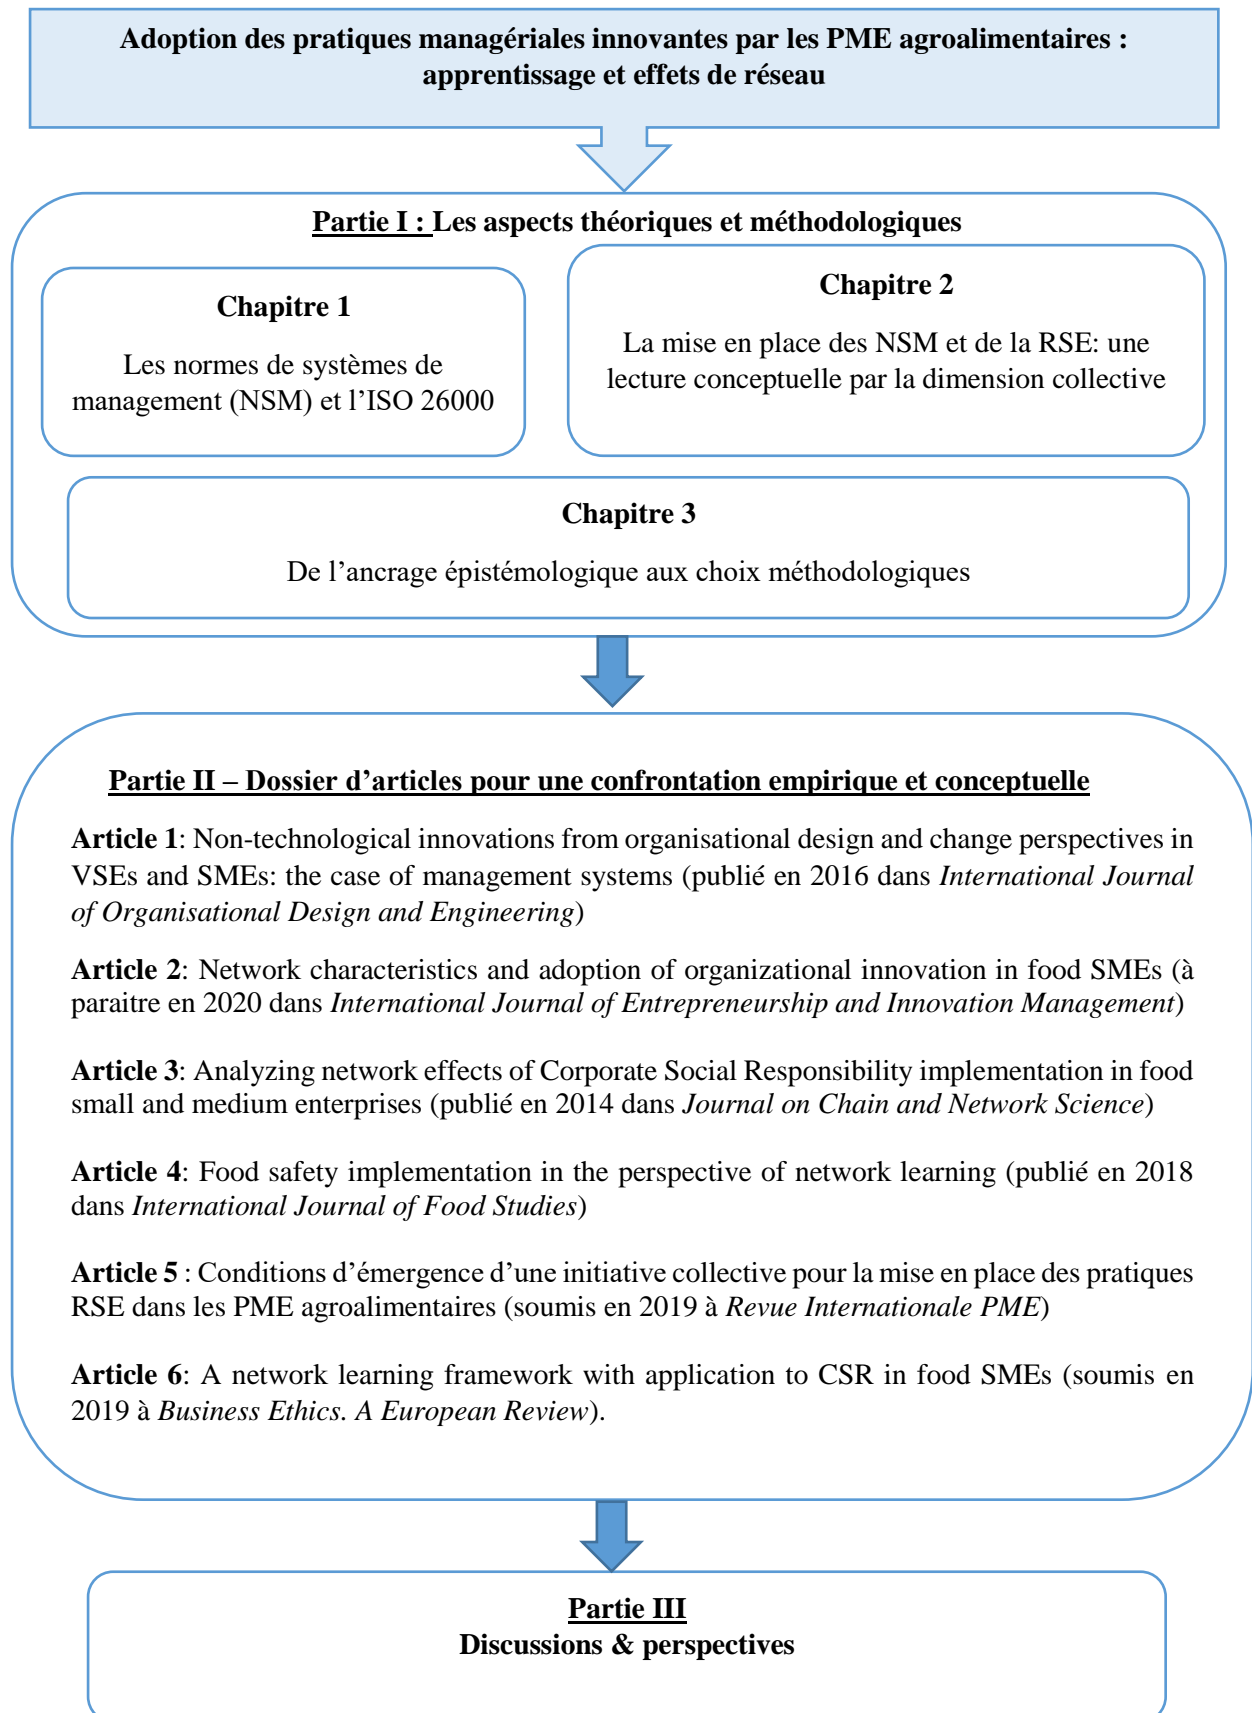 Adoption des pratiques managériales innovantes par les PME agroalimentaires :
apprentissage et effets de réseau
Partie I : Les aspects théoriques et méthodologiques
Chapitre 1
Les normes de systèmes de
management (NSM) et l’ISO 26000
Chapitre 2
La mise en place des NSM et de la RSE: une
lecture conceptuelle par la dimension collective
Chapitre 3
De l’ancrage épistémologique aux choix méthodologiques
Partie II – Dossier d’articles pour une confrontation empirique et conceptuelle
Article 1: Non-technological innovations from organisational design and change perspectives in
VSEs and SMEs: the case of management systems (publié en 2016 dans International Journal
of Organisational Design and Engineering)
Article 2: Network characteristics and adoption of organizational innovation in food SMEs (à
paraitre en 2020 dans International Journal of Entrepreneurship and Innovation Management)
Article 3: Analyzing network effects of Corporate Social Responsibility implementation in food
small and medium enterprises (publié en 2014 dans Journal on Chain and Network Science)
Article 4: Food safety implementation in the perspective of network learning (publié en 2018
dans International Journal of Food Studies)
Article 5 : Conditions d’émergence d’une initiative collective pour la mise en place des pratiques
RSE dans les PME agroalimentaires (soumis en 2019 à Revue Internationale PME)
Article 6: A network learning framework with application to CSR in food SMEs (soumis en
2019 à Business Ethics. A European Review).
Partie III
Discussions & perspectives